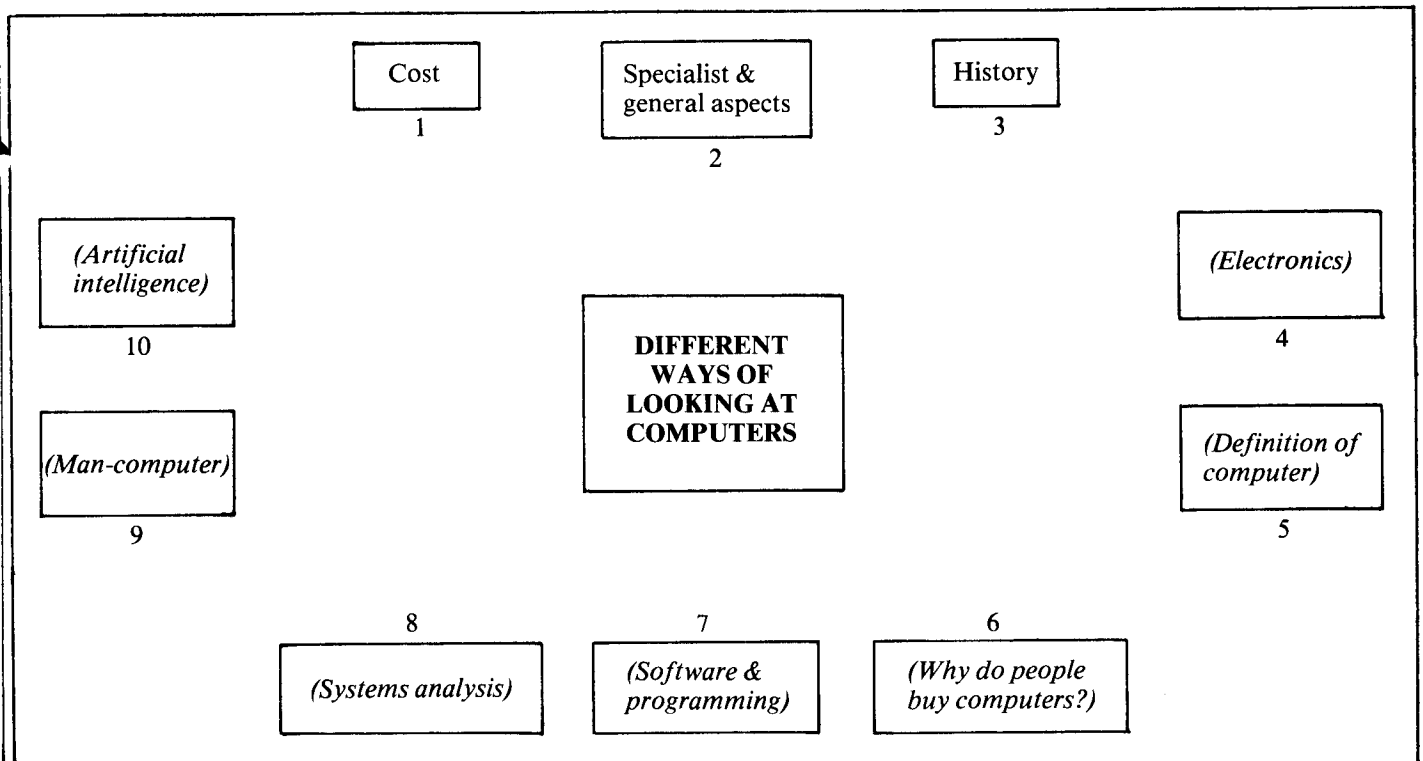 Cost
1
Specialist &
general aspects
2
History
3
(Electronics)
4
(Definition of
computer)
5
6
(Why do people
buy computers?)
7
(Software &
programming)
8
(Systems analysis)
(Man-computer)
9
(Artificial
intelligence)
10
DIFFERENT
WAYS OF
LOOKING AT
COMPUTERS